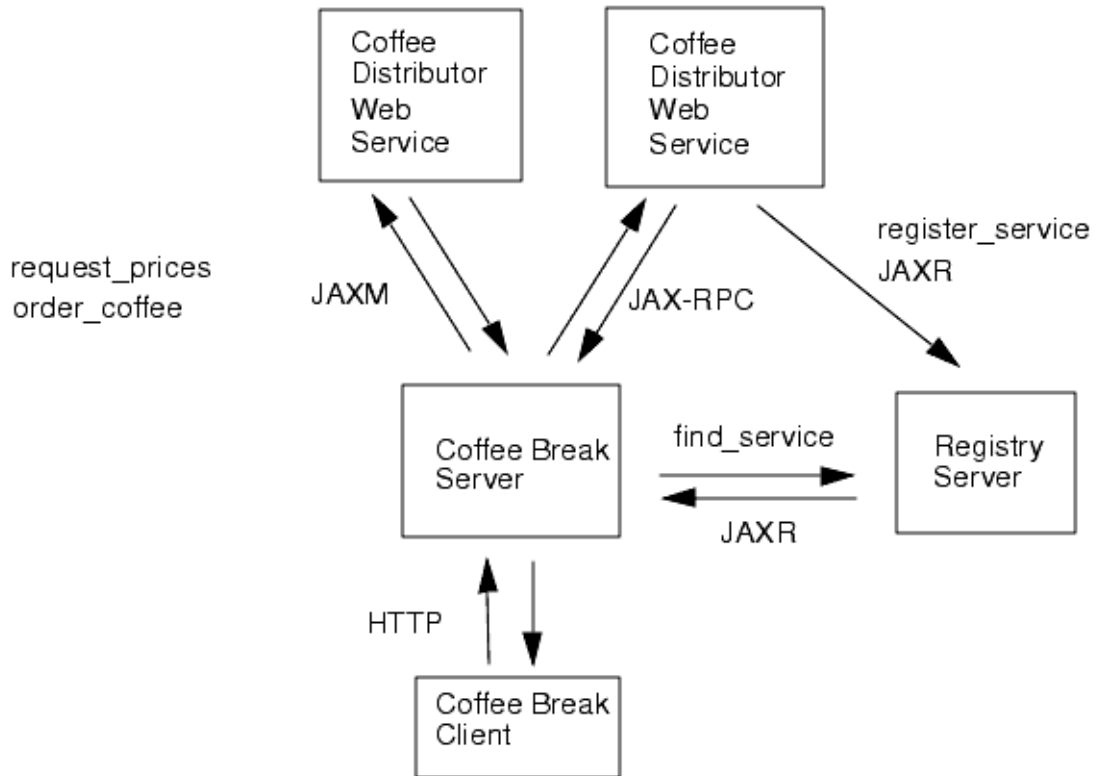 Coffee
Distributor
Web
Service
Coffee
Distributor
Web
Service
request_prices
order_coffee
JAXM
JAX-RPC
register_service
JAXR
Coffee Break
Server
find_service
JAXR
Registry
Server
HTTP
Coffee Break
Client